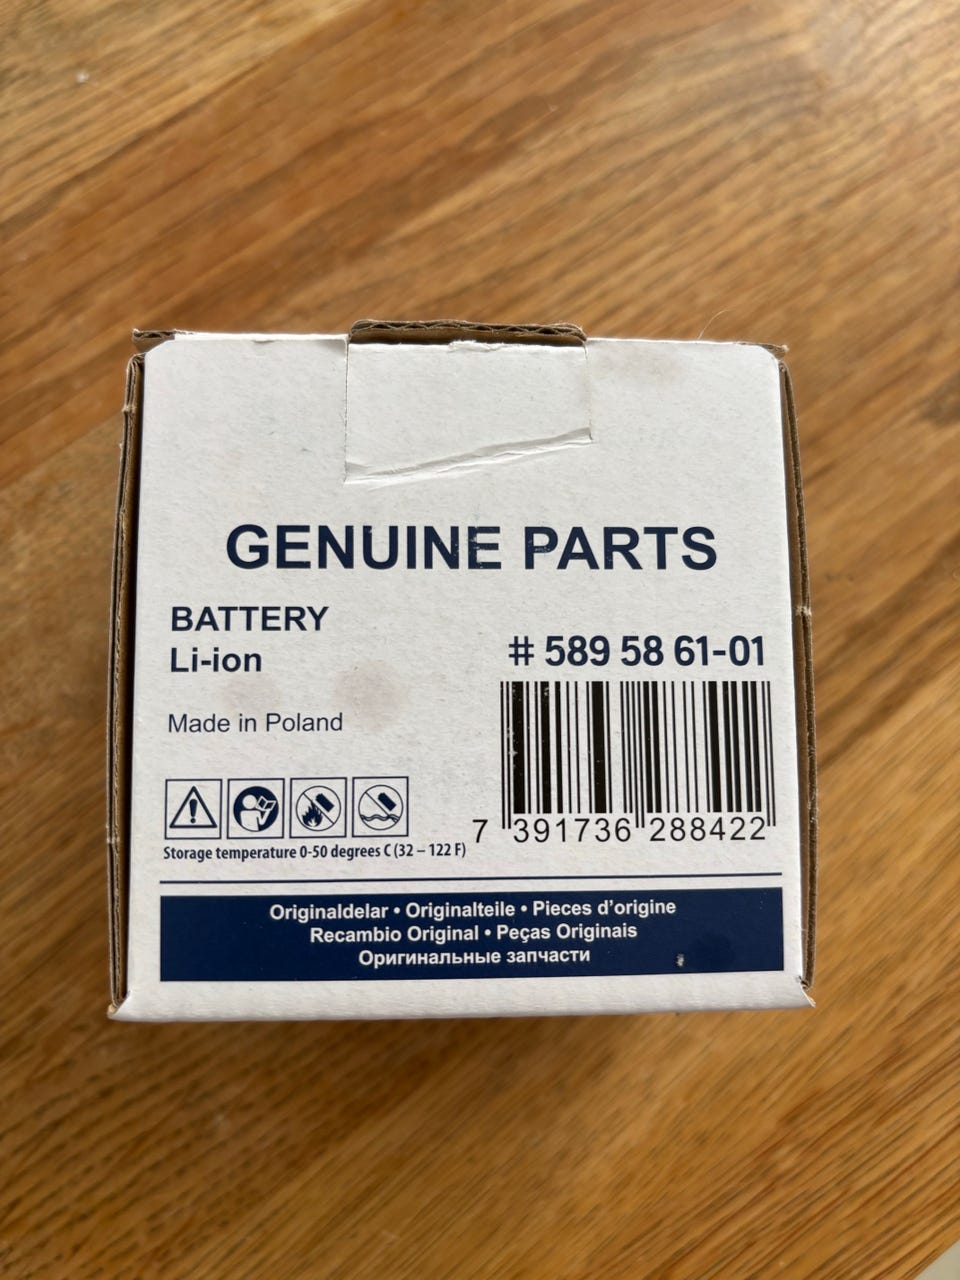 GENUINE PARTS
BATTERY
Li-ion
# 589 58 61-01
Made in Poland
7 391736 288422
Storage temperature 0-50 degrees C (32 – 122 F)
Originaldelar • Originalteile • Pieces d’origine
Recambio Original • Peças Originais
Оригинальные запчасти